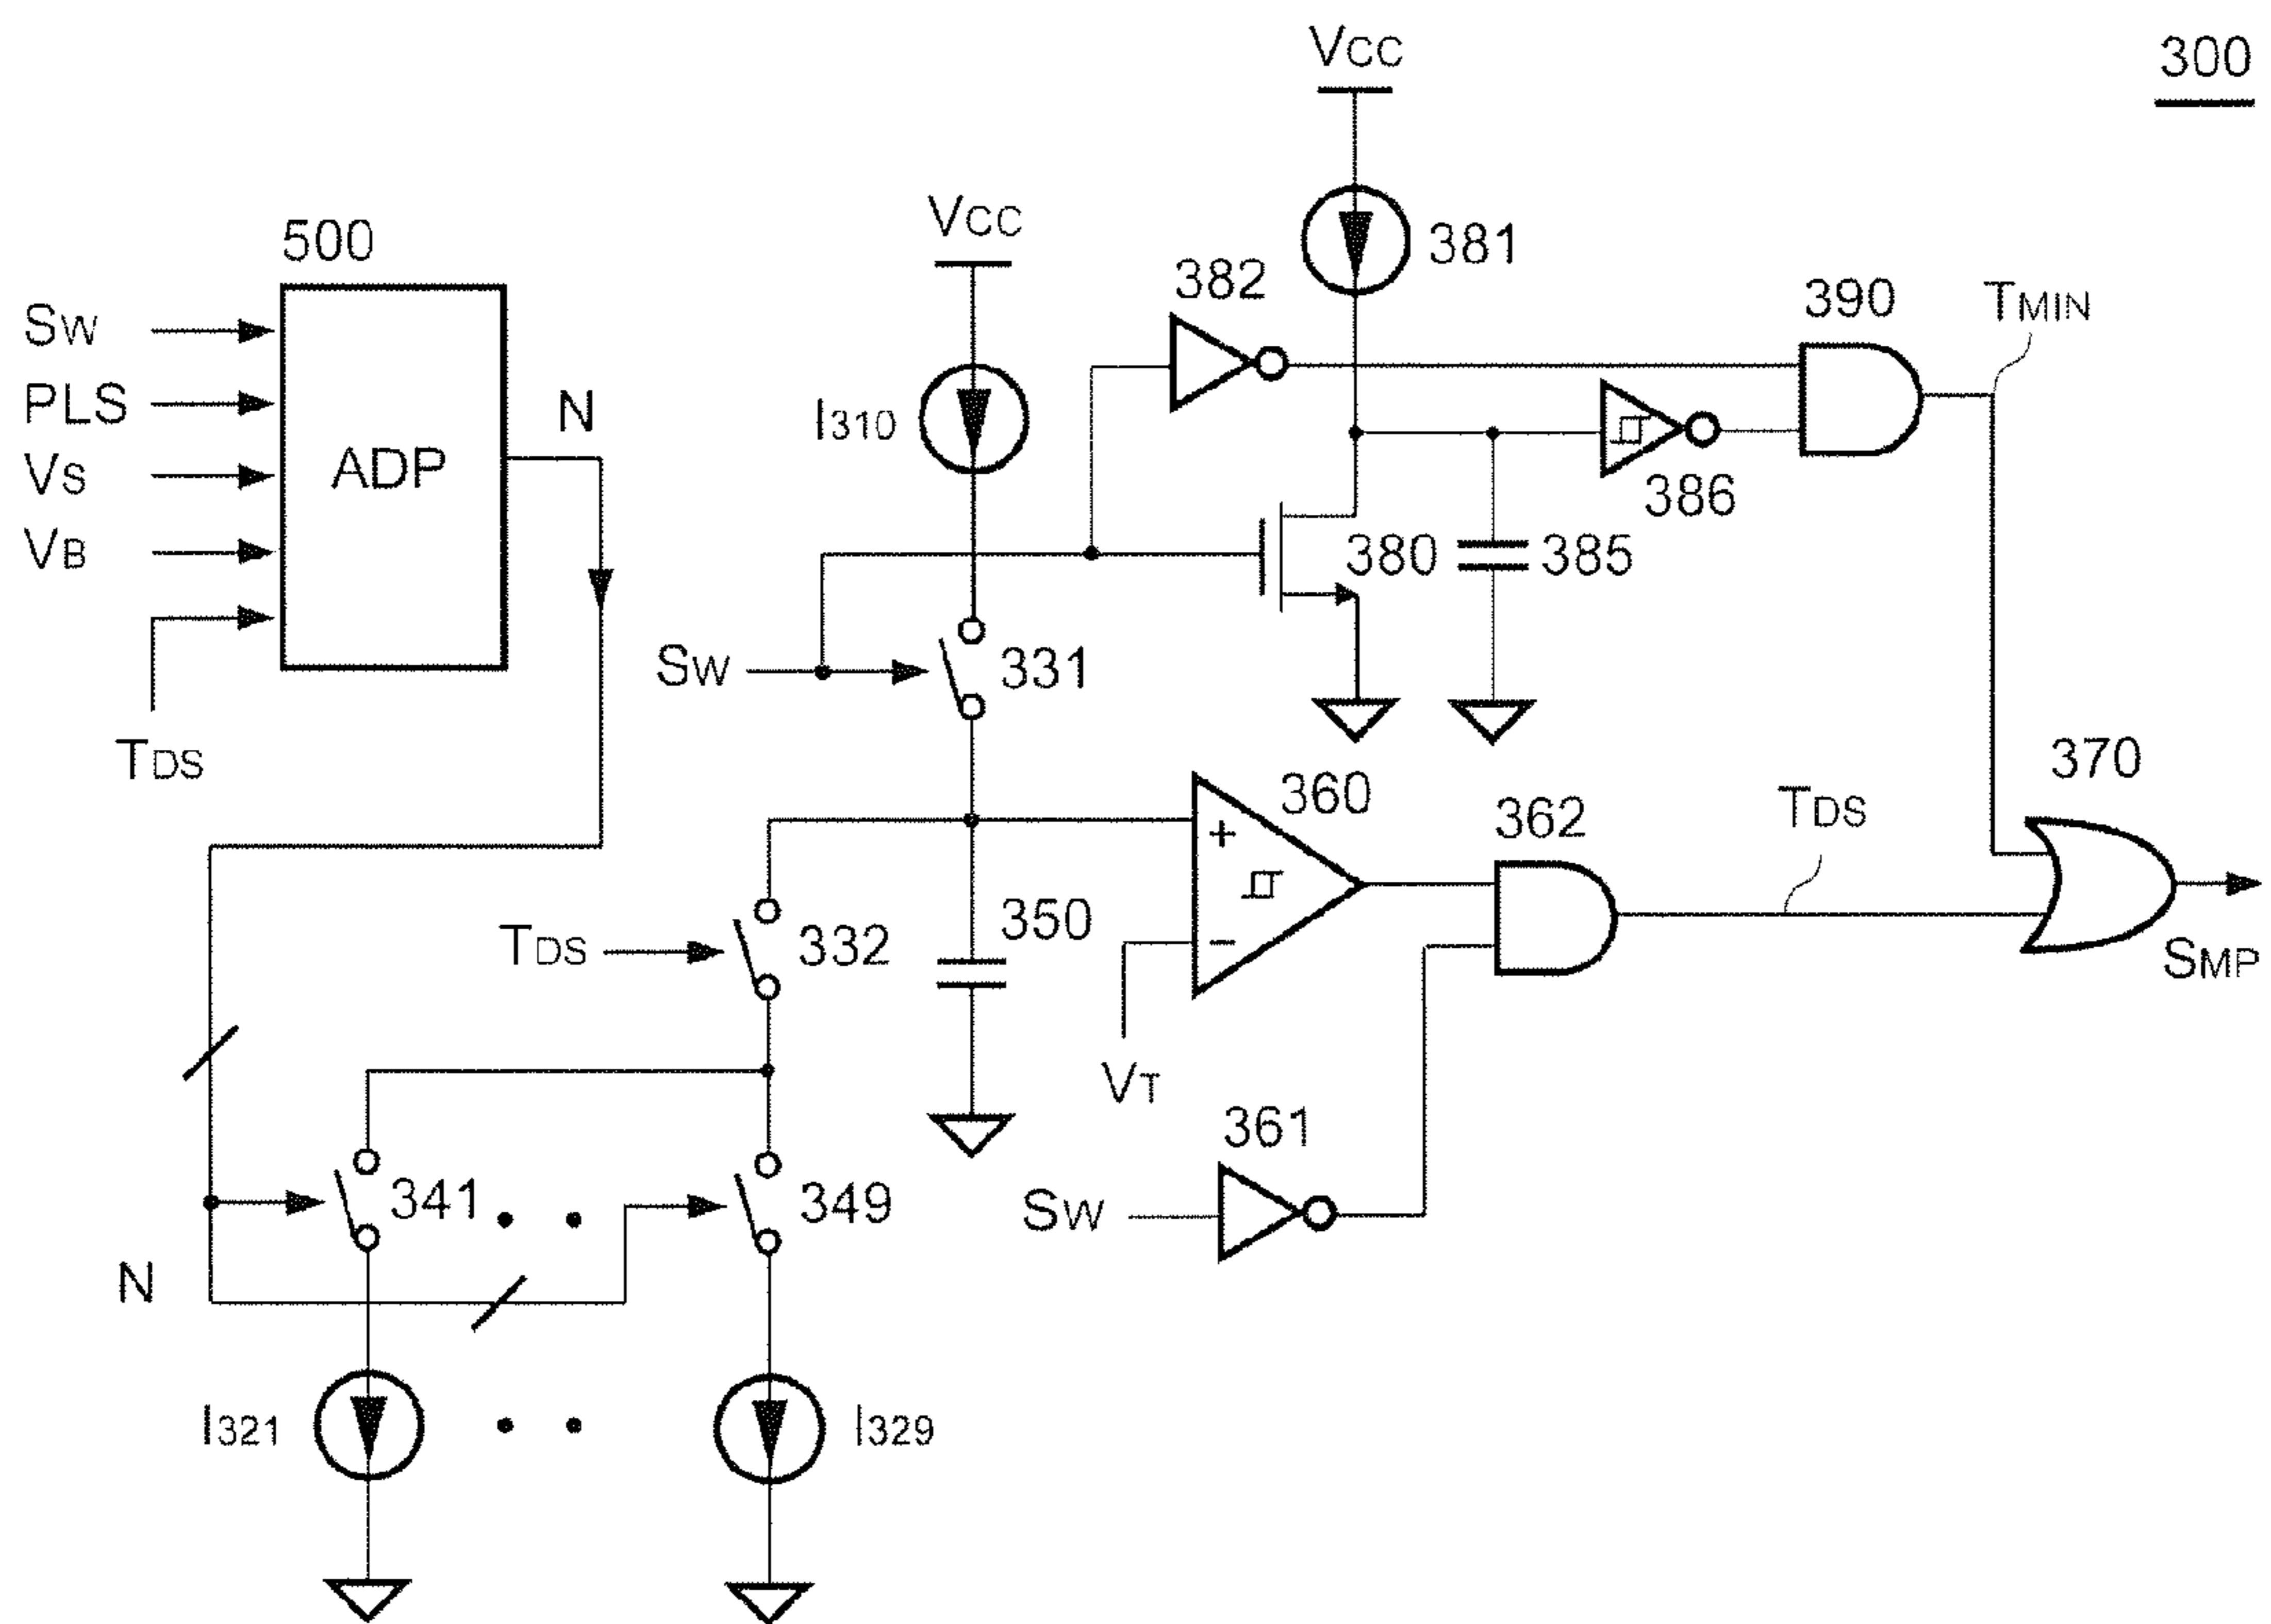 300
VCC
VCC
500
381
382
390
TMIN
SW
PLS
VS
VB
ADP
N
I310
386
380
385
SW
331
TDS
370
360
362
TDS
TDS
332
350
SMP
VT
361
341
349
SW
N
I321
I329